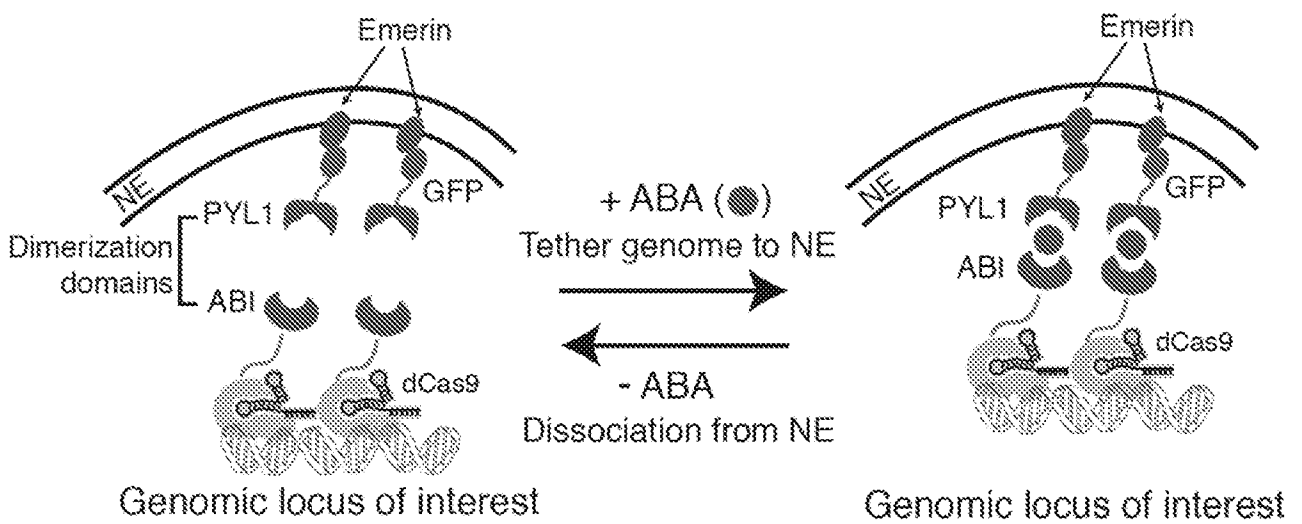 Emerin
NE
GFP
PYL1
Dimerization
domains
ABI
dCas9
Genomic locus of interest
+ ABA ( )
Tether genome to NE
- ABA
Dissociation from NE
Emerin
NE
GFP
PYL1
ABI
dCas9
Genomic locus of interest